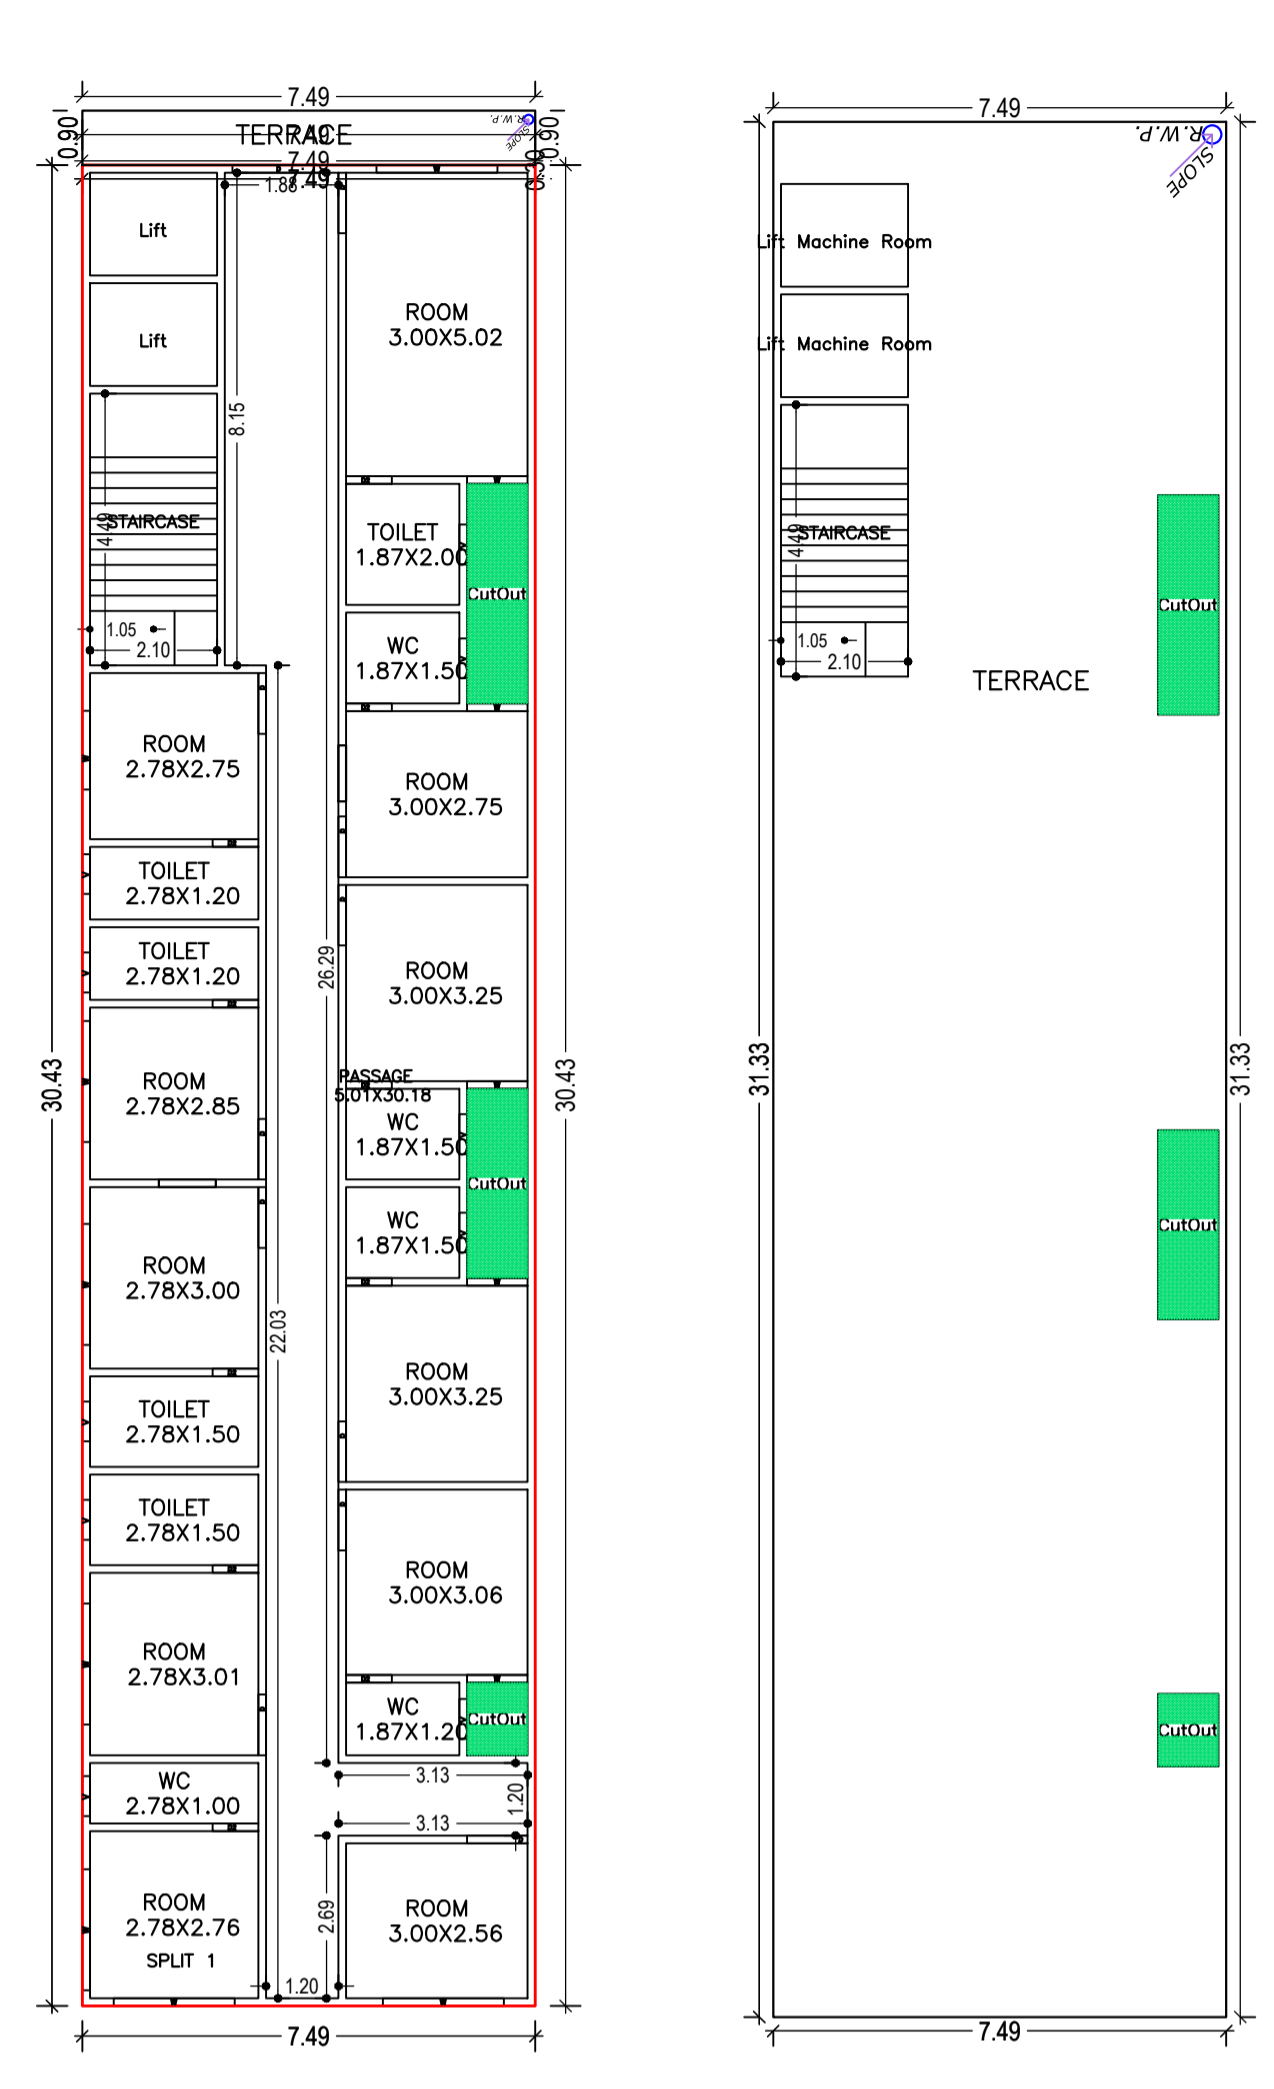 7.49
0.90
TERRACE
7.49
0.90
R.W.P.
SLOPE
7.49
7.49
1.88
Lift
Lift
ROOM
3.00X5.02
8.15
STAIRCASE
4.49
1.05
2.10
TOILET
1.87X2.00
CutOut
WC
1.87X1.50
ROOM
2.78X2.75
ROOM
3.00X2.75
TOILET
2.78X1.20
TOILET
2.78X1.20
26.29
ROOM
3.00X3.25
30.43
ROOM
2.78X2.85
PASSAGE
5.01X30.18
30.43
WC
1.87X1.50
CutOut
WC
1.87X1.50
ROOM
2.78X3.00
22.03
ROOM
3.00X3.25
TOILET
2.78X1.50
TOILET
2.78X1.50
ROOM
3.00X3.06
ROOM
2.78X3.01
WC
1.87X1.20
CutOut
WC
2.78X1.00
3.13
1.20
3.13
ROOM
2.78X2.76
SPLIT 1
2.69
ROOM
3.00X2.56
1.20
7.49
7.49
R.W.P.
SLOPE
Lift Machine Room
Lift Machine Room
STAIRCASE
4.49
1.05
2.10
CutOut
TERRACE
31.33
31.33
CutOut
CutOut
7.49